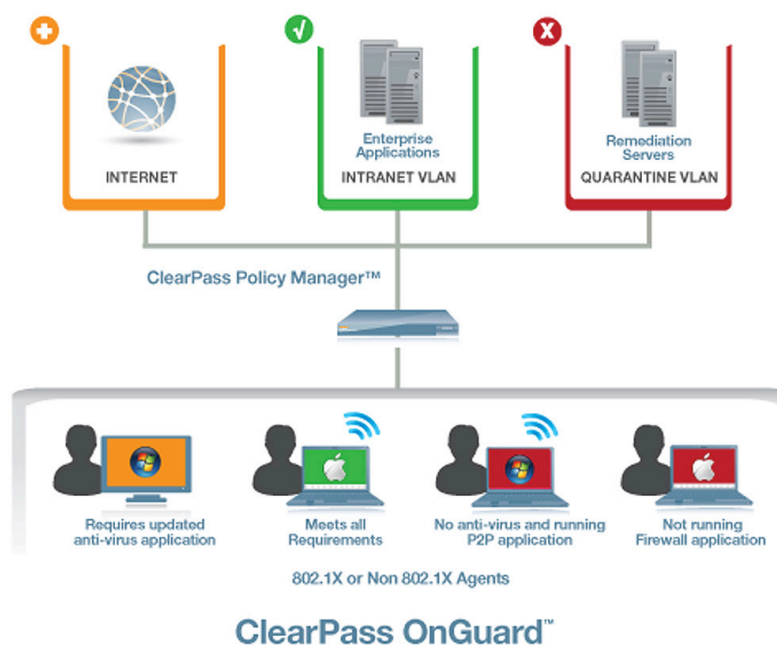 INTERNET
Enterprise
Applications
INTRANET VLAN
Remediation
Servers
QUARANTINE VLAN
ClearPass Policy Manager™
Requires updated
anti-virus application
Meets all
Requirements
No anti-virus and running
P2P application
Not running
Firewall application
802.1X or Non 802.1X Agents
ClearPass OnGuard™